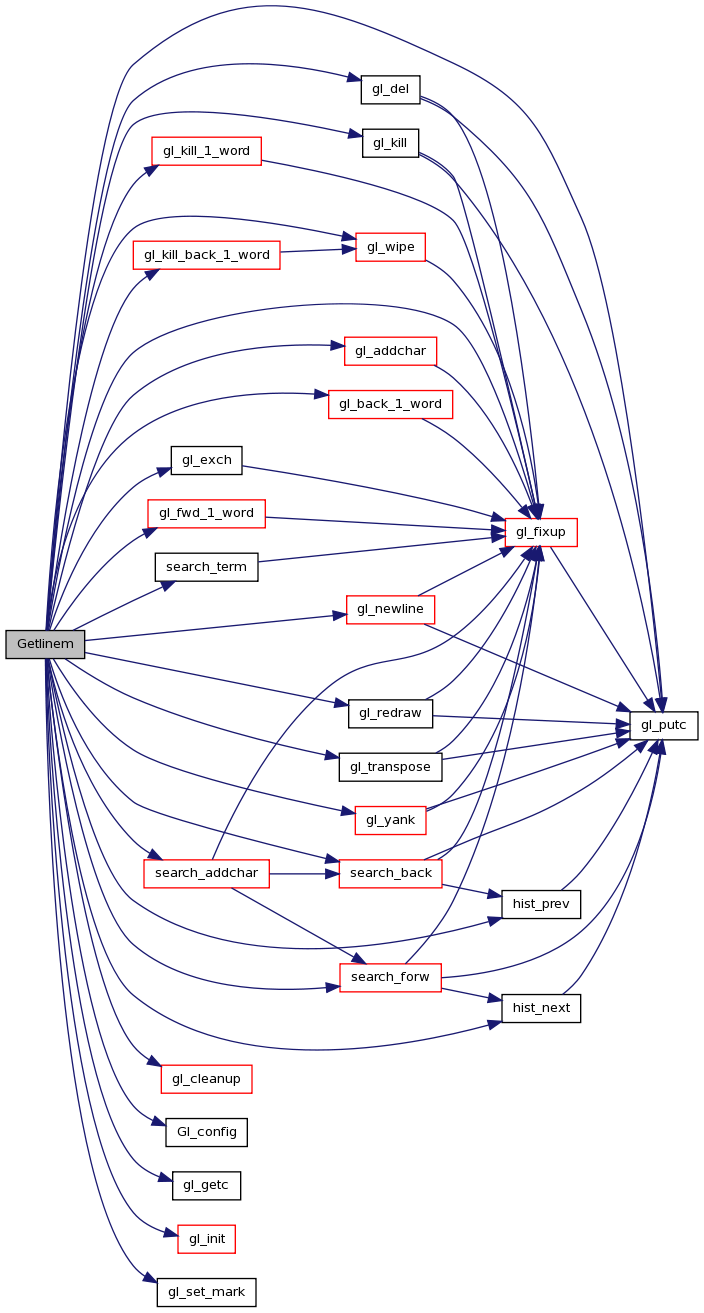 gl_del
gl_kill
gl_kill_1_word
gl_wipe
gl_kill_back_1_word
gl_addchar
gl_back_1_word
gl_exch
gl_fwd_1_word
gl_fixup
search_term
gl_newline
Getlinem
gl_redraw
gl_putc
gl_transpose
gl_yank
search_addchar
search_back
hist_prev
search_forw
hist_next
gl_cleanup
Gl_config
gl_getc
gl_init
gl_set_mark